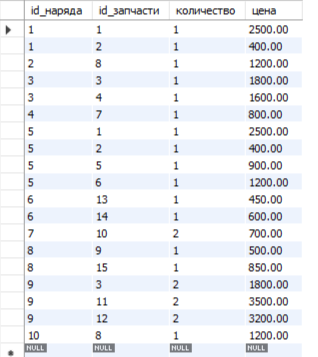 id_наряда id_запчасти количество цена
1 1 1 2500.00
1 2 1 400.00
2 8 1 1200.00
3 3 1 1800.00
3 4 1 1600.00
4 7 1 800.00
5 1 1 2500.00
5 2 1 400.00
5 5 1 900.00
5 6 1 1200.00
6 13 1 450.00
6 14 1 600.00
7 10 2 700.00
8 9 1 500.00
8 15 1 850.00
9 3 2 1800.00
9 11 2 3500.00
9 12 2 3200.00
10 8 1 1200.00
NULL NULL NULL NULL